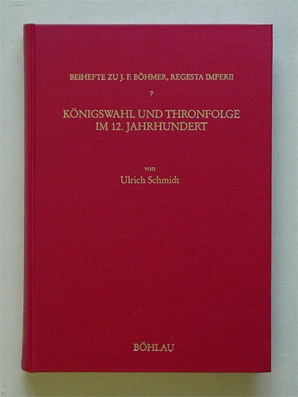 BEIHEFTE ZU J. F. BÖHMER, REGESTA IMPERII
7
KÖNIGSWAHL UND THRONFOLGE
IM 12. JAHRHUNDERT
von
Ulrich Schmidt
BÖHLAU